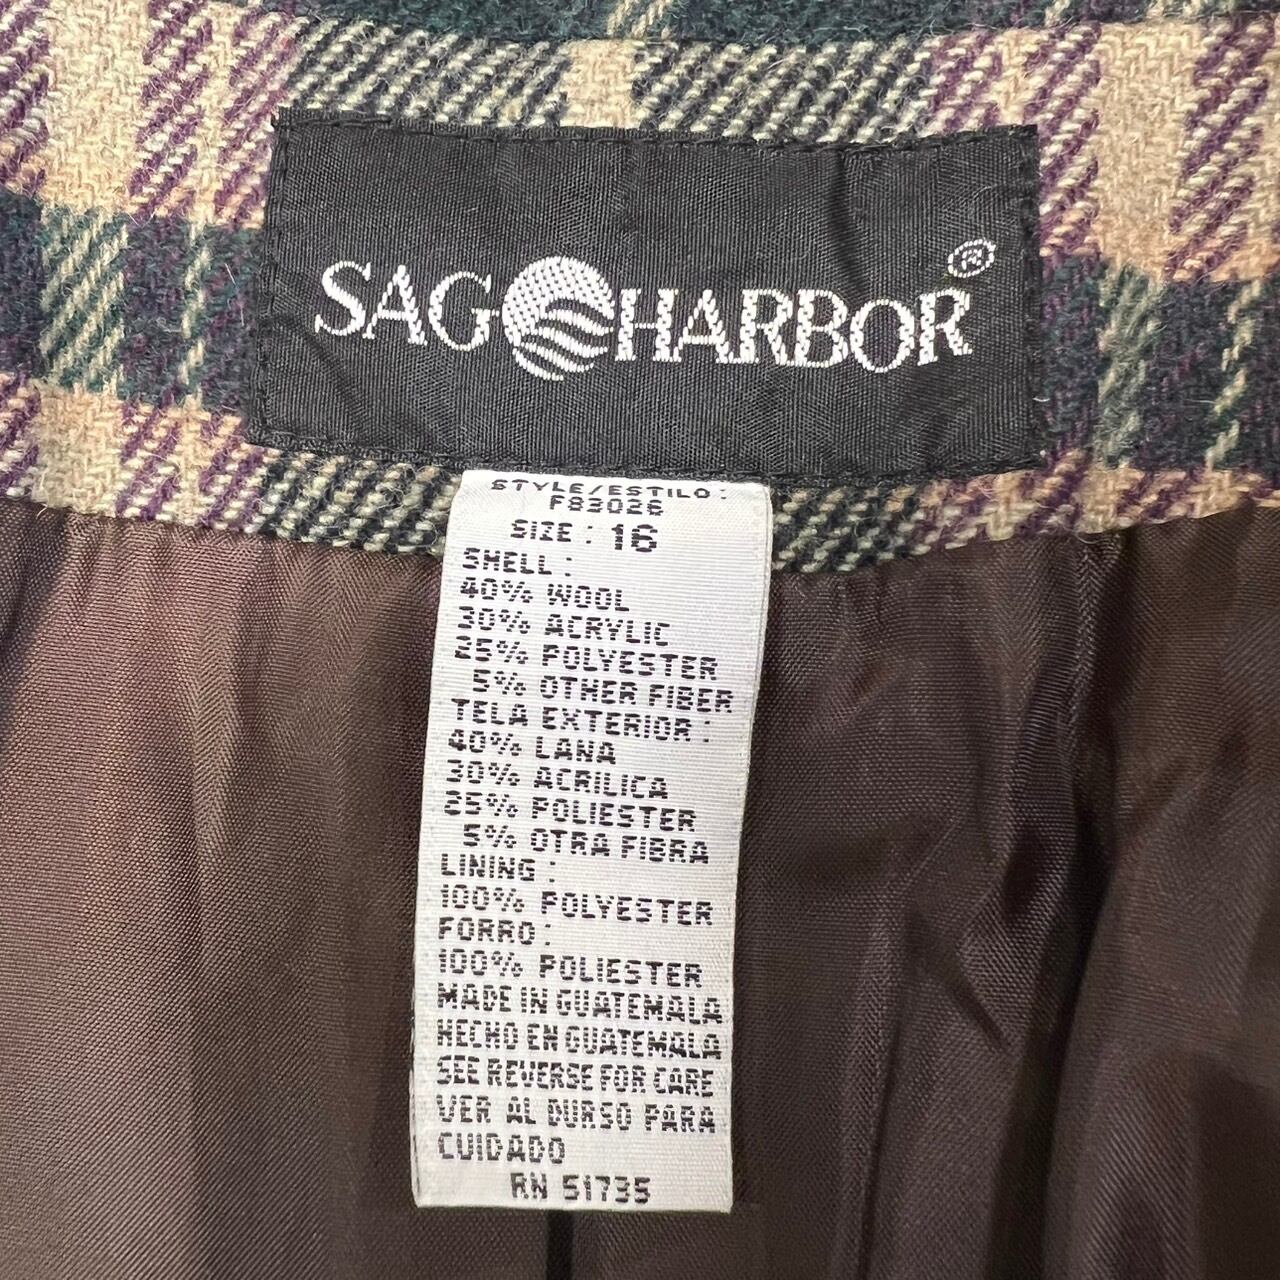 SAG HARBOR®
STYLE/ESTILO:
F83026
SIZE: 16
SHELL:
40% WOOL
30% ACRYLIC
25% POLYESTER
5% OTHER FIBER
TELA EXTERIOR:
40% LANA
30% ACRILICA
25% POLIESTER
5% OTRA FIBRA
LINING:
100% POLYESTER
FORRO:
100% POLIESTER
MADE IN GUATEMALA
HECHO EN GUATEMALA
SEE REVERSE FOR CARE
VER AL DURSO PARA
CUIDADO
RN 51735